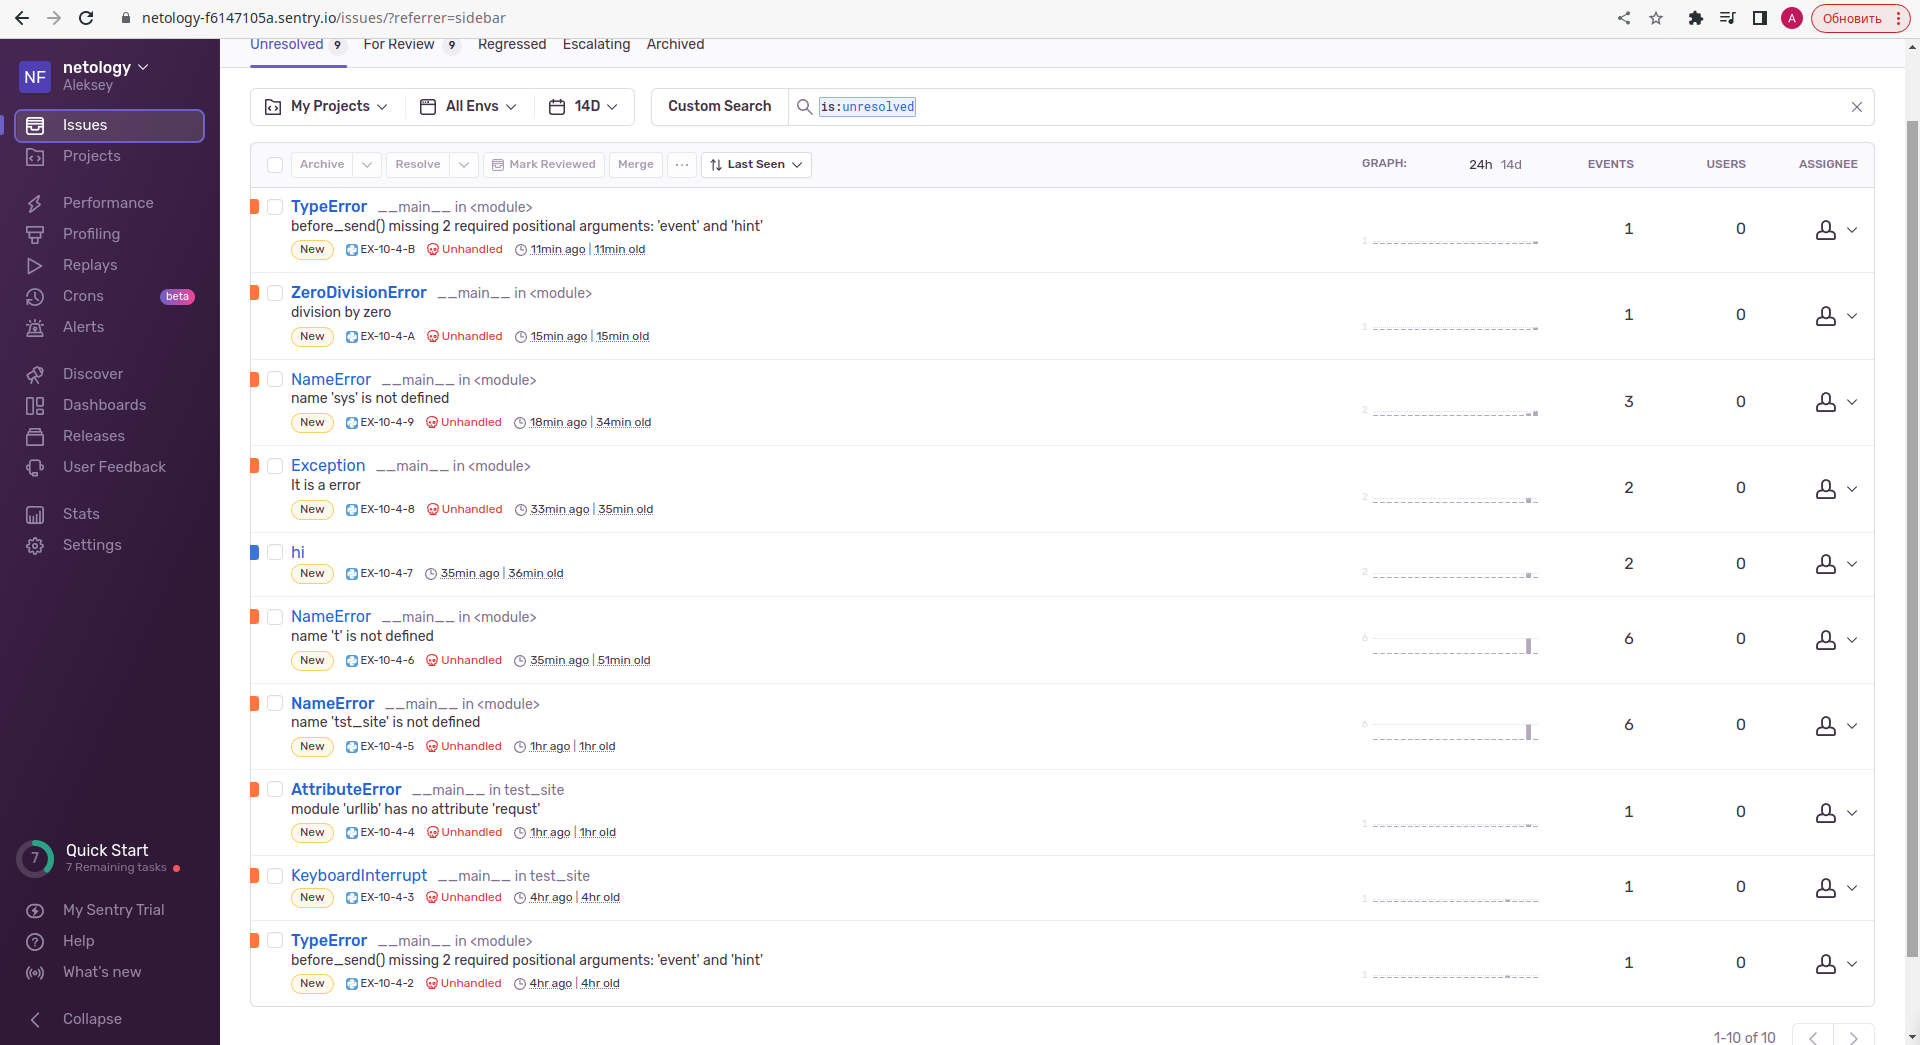 netology-f6147105a.sentry.io/issues/?referrer=sidebar
A
Обновить
NF
netology
Aleksey
Issues
Projects
Performance
Profiling
Replays
Crons beta
Alerts
Discover
Dashboards
Releases
User Feedback
Stats
Settings
7
Quick Start
7 Remaining tasks
My Sentry Trial
Help
What's new
Collapse
Unresolved 9 For Review 9 Regressed Escalating Archived
My Projects All Envs 14D Custom Search is:unresolved
Archive Resolve Mark Reviewed Merge ... Last Seen GRAPH: 24h 14d EVENTS USERS ASSIGNEE
TypeError __main__ in <module>
before_send() missing 2 required positional arguments: 'event' and 'hint'
New EX-10-4-B Unhandled 11min ago | 11min old
1 1 0
ZeroDivisionError __main__ in <module>
division by zero
New EX-10-4-A Unhandled 15min ago | 15min old
1 1 0
NameError __main__ in <module>
name 'sys' is not defined
New EX-10-4-9 Unhandled 18min ago | 34min old
2 3 0
Exception __main__ in <module>
It is a error
New EX-10-4-8 Unhandled 33min ago | 35min old
2 2 0
hi
New EX-10-4-7 35min ago | 36min old
2 2 0
NameError __main__ in <module>
name 't' is not defined
New EX-10-4-6 Unhandled 35min ago | 51min old
6 6 0
NameError __main__ in <module>
name 'tst_site' is not defined
New EX-10-4-5 Unhandled 1hr ago | 1hr old
6 6 0
AttributeError __main__ in test_site
module 'urllib' has no attribute 'requst'
New EX-10-4-4 Unhandled 1hr ago | 1hr old
1 1 0
KeyboardInterrupt __main__ in test_site
New EX-10-4-3 Unhandled 4hr ago | 4hr old
1 1 0
TypeError __main__ in <module>
before_send() missing 2 required positional arguments: 'event' and 'hint'
New EX-10-4-2 Unhandled 4hr ago | 4hr old
1 1 0
1-10 of 10